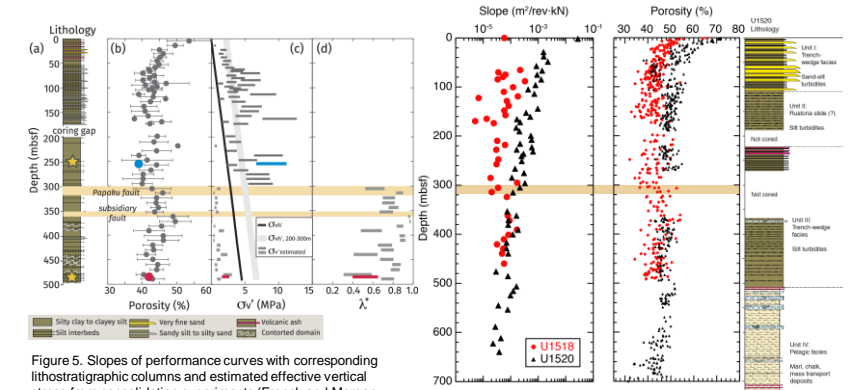 Lithology
(a)
(b)
(c)
(d)
0
50
100
150
200
250
300
350
400
450
500
Depth (mbsf)
coring gap
Papaku fault
subsidiary
fault
σvh'
σvh', 200-300m
σv' estimated
30 40 50 60
Porosity (%)
5 10
σv' (MPa)
0.2 0.4 0.6 0.8 1.0
λ*
Silty clay to clayey silt
Very fine sand
Volcanic ash
Silt interbeds
Sandy silt to silty sand
Contorted domain
Figure 5. Slopes of performance curves with corresponding
lithostratigraphic columns and estimated effective vertical
Slope (m²/rev·kN)
10⁻⁵ 10⁻³ 10⁻¹
0
100
200
300
400
500
600
700
Depth (mbsf)
U1518
U1520
Porosity (%)
30 40 50 60 70 80
U1520
Lithology
Unit I:
Trench-
wedge facies
Sand-silt
turbidites
Unit II:
Ruatoria slide (?)
Silt turbidites
Not cored
Not cored
Unit III:
Trench-wedge
facies
Silt turbidites
Unit IV:
Pelagic facies
Marl, chalk,
mass transport
deposits